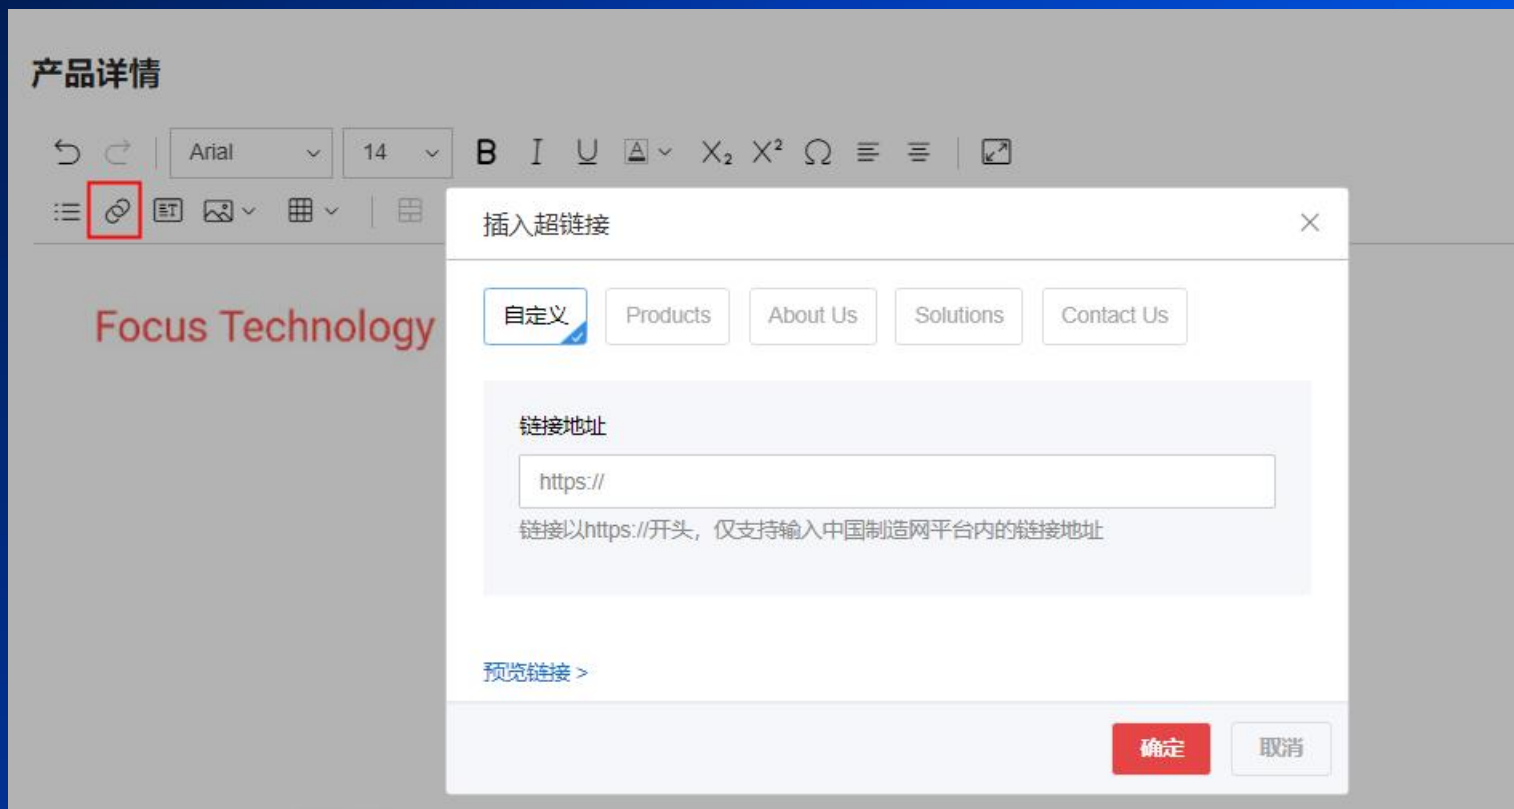 产品详情
Arial 14 B I U A X₂ X² Ω
插入超链接
自定义 Products About Us Solutions Contact Us
Focus Technology
链接地址
https://
链接以https://开头，仅支持输入中国制造网平台内的链接地址
预览链接 >
确定 取消